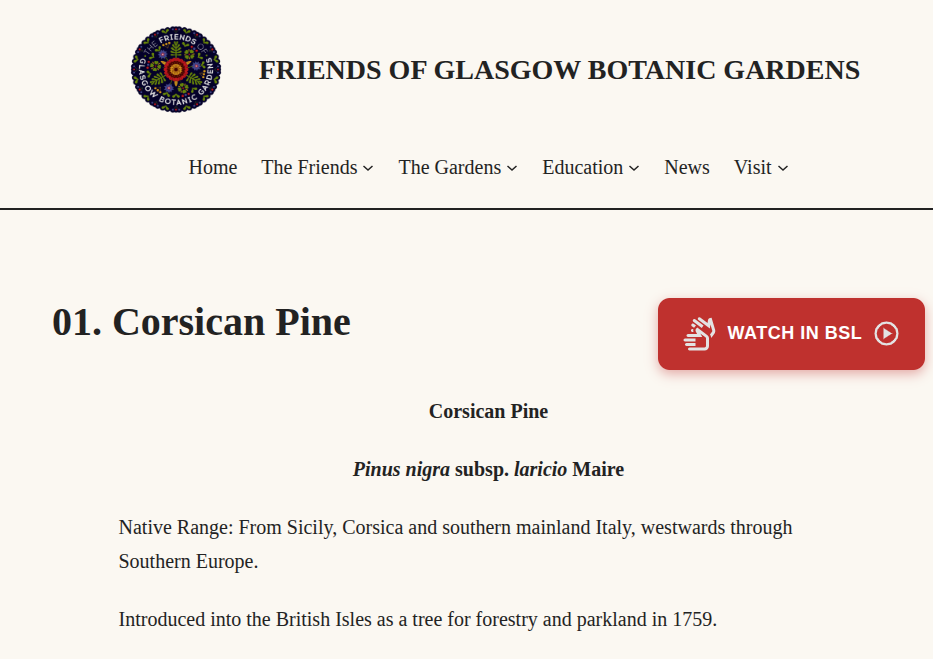 THE FRIENDS OF
GLASGOW BOTANIC GARDENS
FRIENDS OF GLASGOW BOTANIC GARDENS
Home The Friends The Gardens Education News Visit
01. Corsican Pine
WATCH IN BSL
Corsican Pine
Pinus nigra subsp. laricio Maire
Native Range: From Sicily, Corsica and southern mainland Italy, westwards through
Southern Europe.
Introduced into the British Isles as a tree for forestry and parkland in 1759.